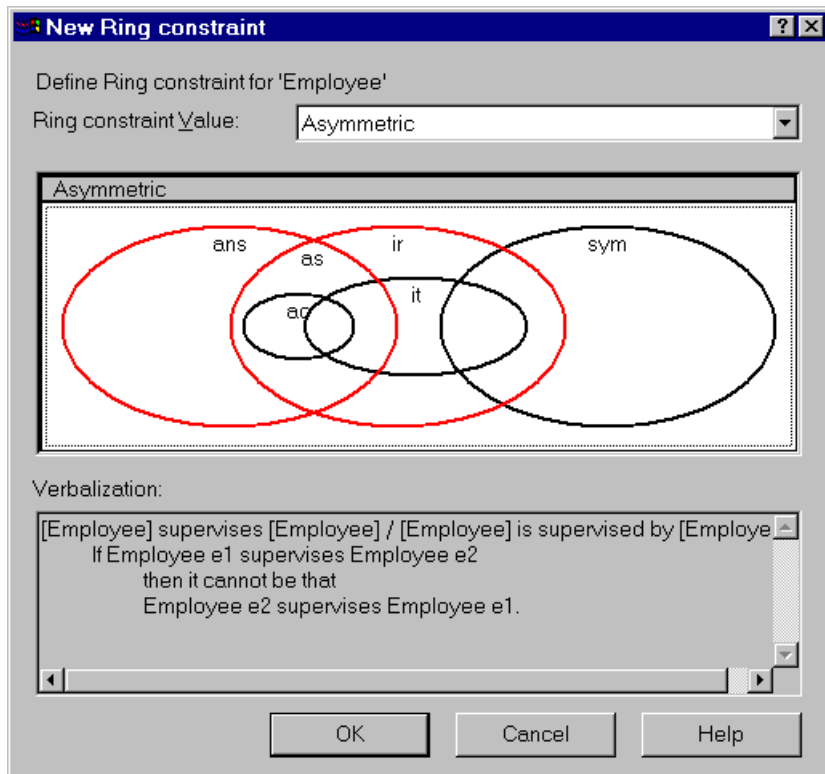 New Ring constraint
Define Ring constraint for 'Employee'
Ring constraint Value:
Asymmetric
Asymmetric
ans
as
ir
sym
ac
it
Verbalization:
[Employee] supervises [Employee] / [Employee] is supervised by [Employe
If Employee e1 supervises Employee e2
then it cannot be that
Employee e2 supervises Employee e1.
OK
Cancel
Help